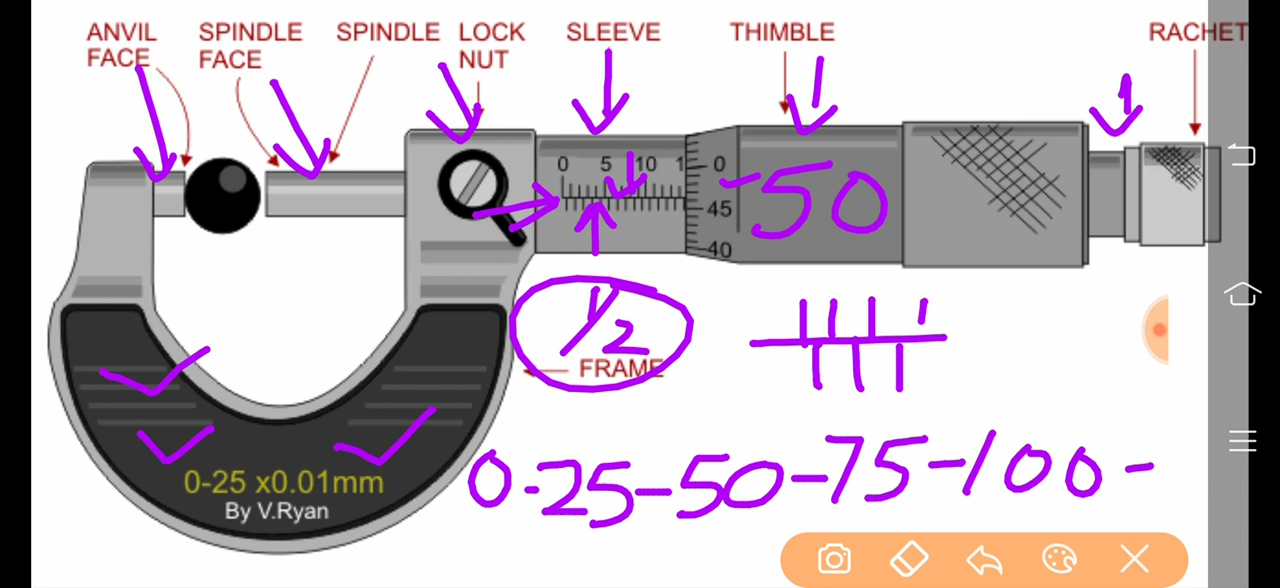 ANVIL FACE
SPINDLE FACE
SPINDLE
LOCK NUT
SLEEVE
THIMBLE
RACHET
0 5 10 1
0
45
40
50
1/2
FRAME
0-25 x0.01mm
By V.Ryan
0-25-50-75-100-